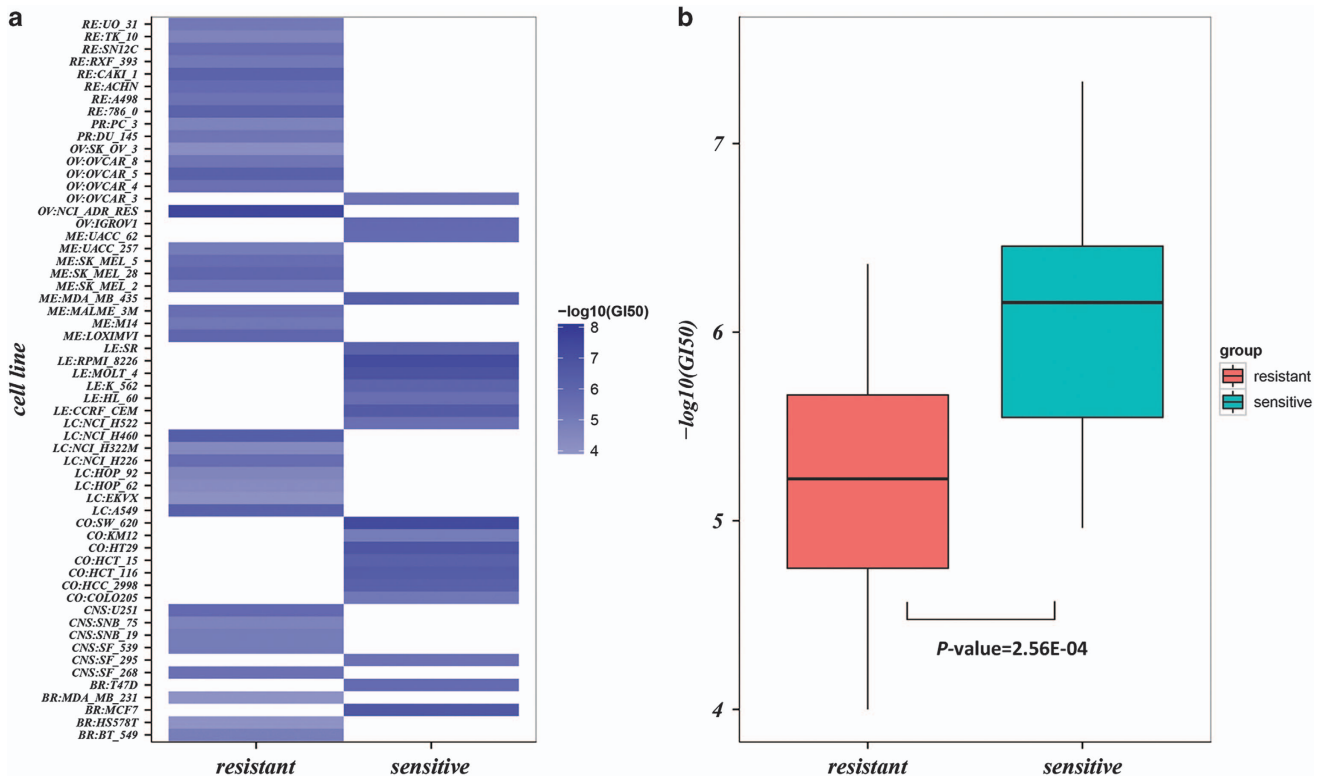 a
cell line
RE:UO_31
RE:TK_10
RE:SN12C
RE:RXF_393
RE:CAKI_1
RE:ACHN
RE:A498
RE:786_0
PR:PC_3
PR:DU_145
OV:SK_OV_3
OV:OVCAR_8
OV:OVCAR_5
OV:OVCAR_4
OV:OVCAR_3
OV:NCI_ADR_RES
OV:IGROV1
ME:UACC_62
ME:UACC_257
ME:SK_MEL_5
ME:SK_MEL_28
ME:SK_MEL_2
ME:MDA_MB_435
ME:MALME_3M
ME:M14
ME:LOXIMVI
LE:SR
LE:RPMI_8226
LE:MOLT_4
LE:K_562
LE:HL_60
LE:CCRF_CEM
LC:NCI_H522
LC:NCI_H460
LC:NCI_H322M
LC:NCI_H226
LC:HOP_92
LC:HOP_62
LC:EKVX
LC:A549
CO:SW_620
CO:KM12
CO:HT29
CO:HCT_15
CO:HCT_116
CO:HCC_2998
CO:COLO205
CNS:U251
CNS:SNB_75
CNS:SNB_19
CNS:SF_539
CNS:SF_295
CNS:SF_268
BR:T47D
BR:MDA_MB_231
BR:MCF7
BR:HS578T
BR:BT_549
resistant sensitive
−log10(GI50)
8
7
6
5
4
b
−log10(GI50)
7
6
5
4
P-value=2.56E-04
resistant sensitive
group
resistant
sensitive